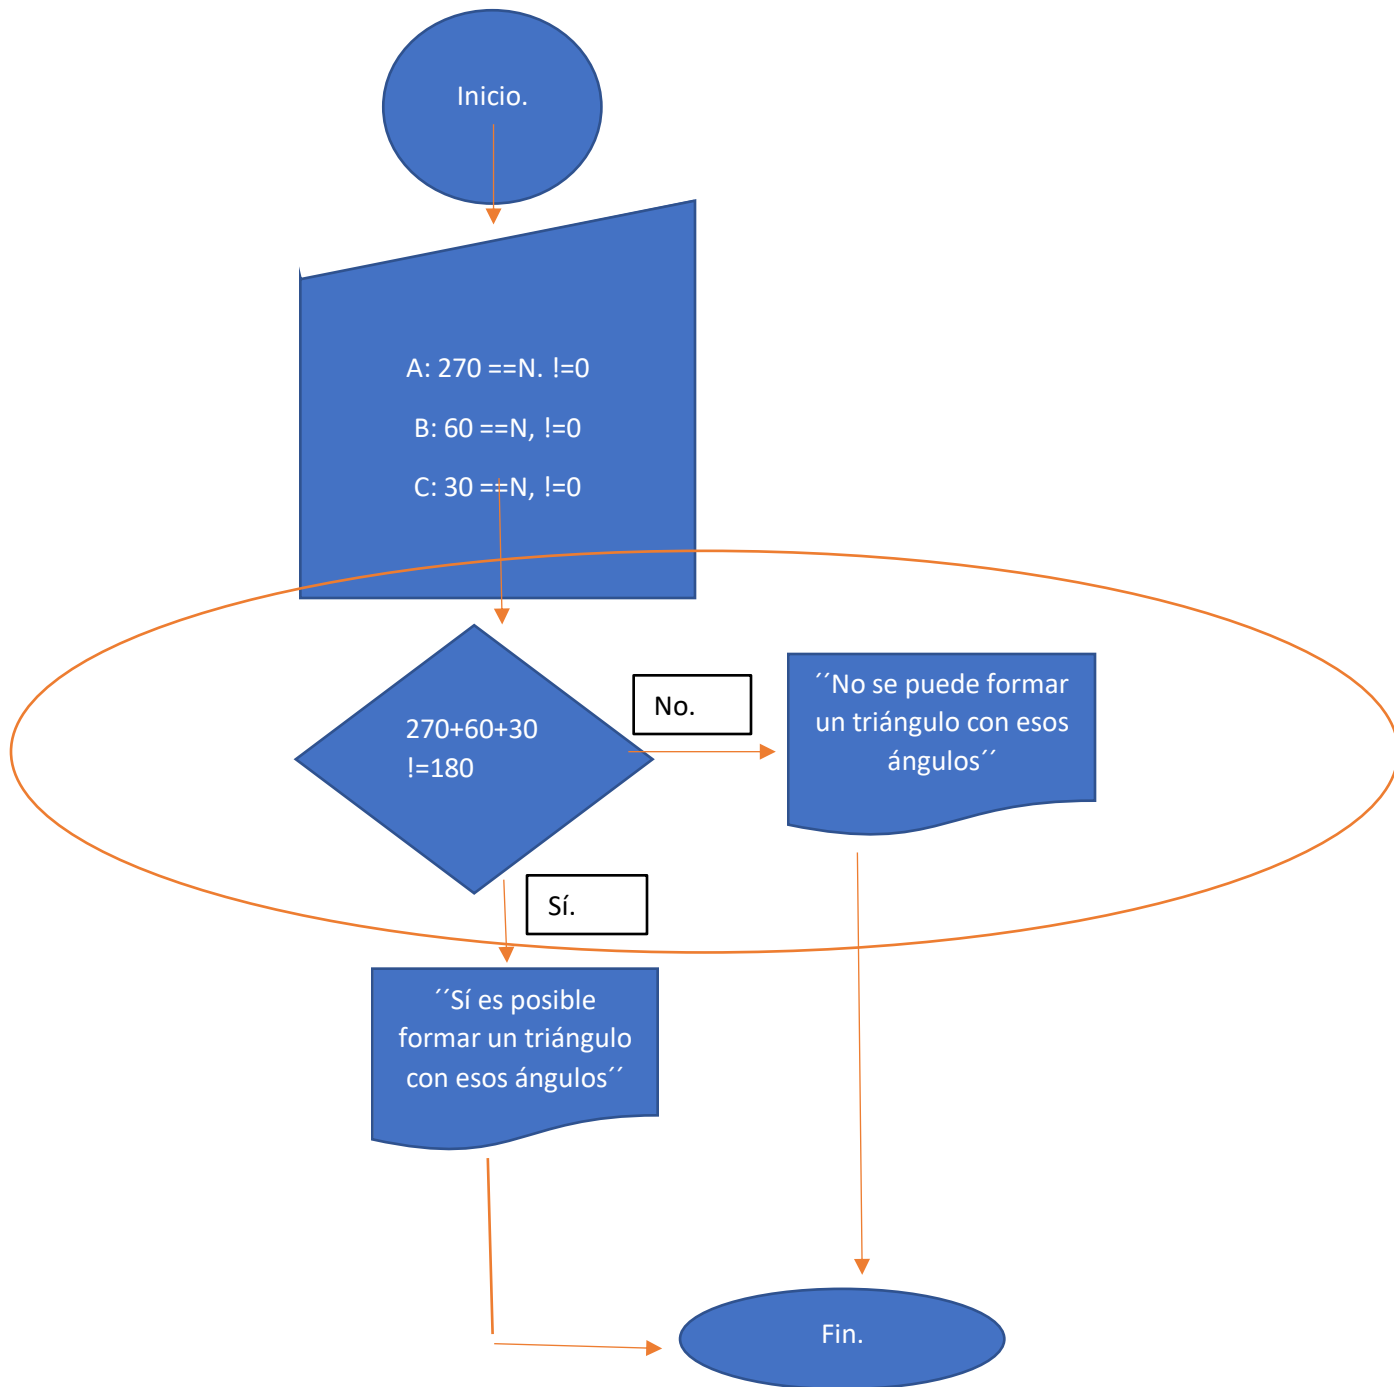 Inicio.
A: 270 ==N. !=0
B: 60 ==N, !=0
C: 30 ==N, !=0
270+60+30
!=180
No.
´´No se puede formar
un triángulo con esos
ángulos´´
Sí.
´´Sí es posible
formar un triángulo
con esos ángulos´´
Fin.